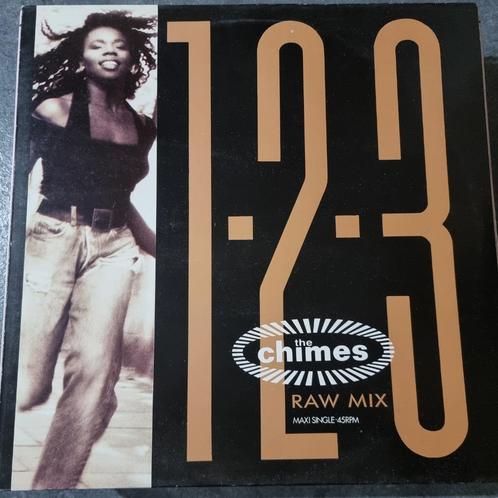 1·2·3
the
chimes
RAW MIX
MAXI SINGLE·45RPM